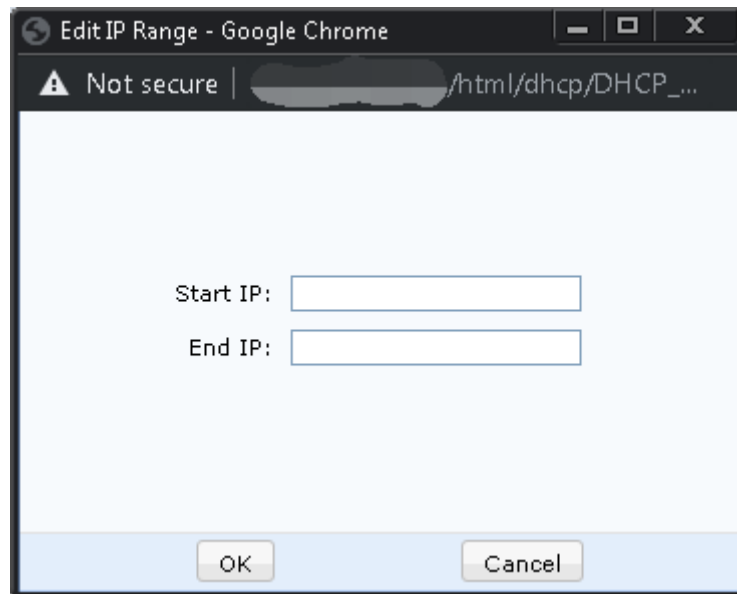 Edit IP Range - Google Chrome
Not secure | /html/dhcp/DHCP_...
Start IP:
End IP:
OK Cancel